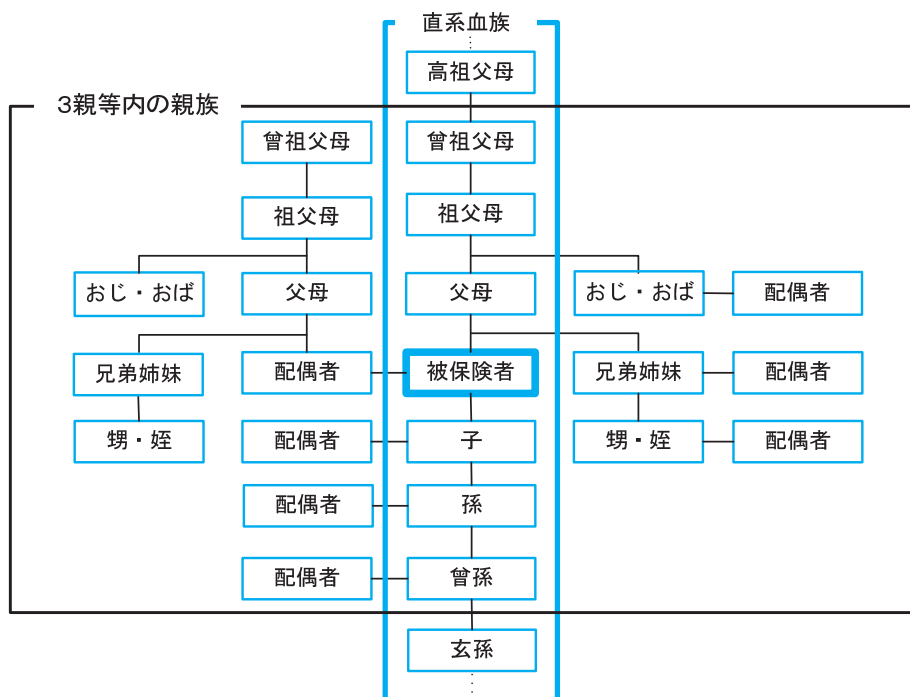 直系血族
高祖父母
3親等内の親族
曾祖父母
曾祖父母
祖父母
祖父母
おじ・おば
父母
父母
おじ・おば
配偶者
兄弟姉妹
配偶者
被保険者
兄弟姉妹
配偶者
甥・姪
配偶者
子
甥・姪
配偶者
配偶者
孫
配偶者
曾孫
玄孫